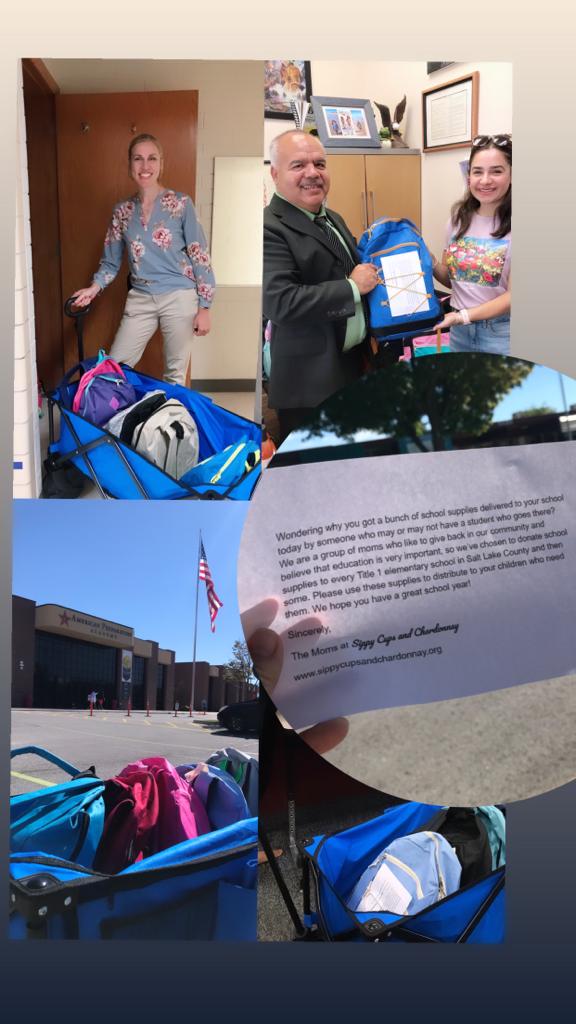 AMERICAN PREPARATORY
ACADEMY
Wondering why you got a bunch of school supplies delivered to your school
today by someone who may or may not have a student who goes there?
We are a group of moms who like to give back in our community and
believe that education is very important, so we've chosen to donate school
supplies to every Title 1 elementary school in Salt Lake County and then
some. Please use these supplies to distribute to your children who need
them. We hope you have a great school year!
Sincerely,
The Moms at Sippy Cups and Chardonnay
www.sippycupsandchardonnay.org